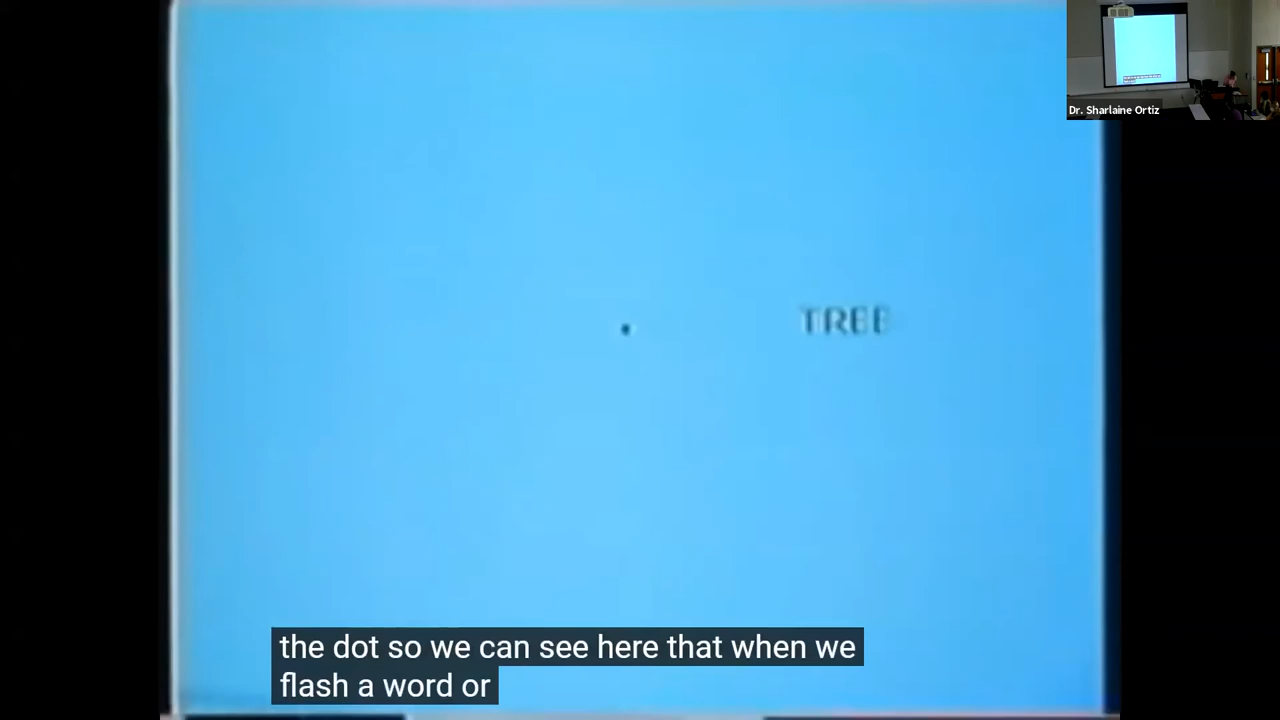 Dr. Sharlaine Ortiz
TREE
the dot so we can see here that when we
flash a word or